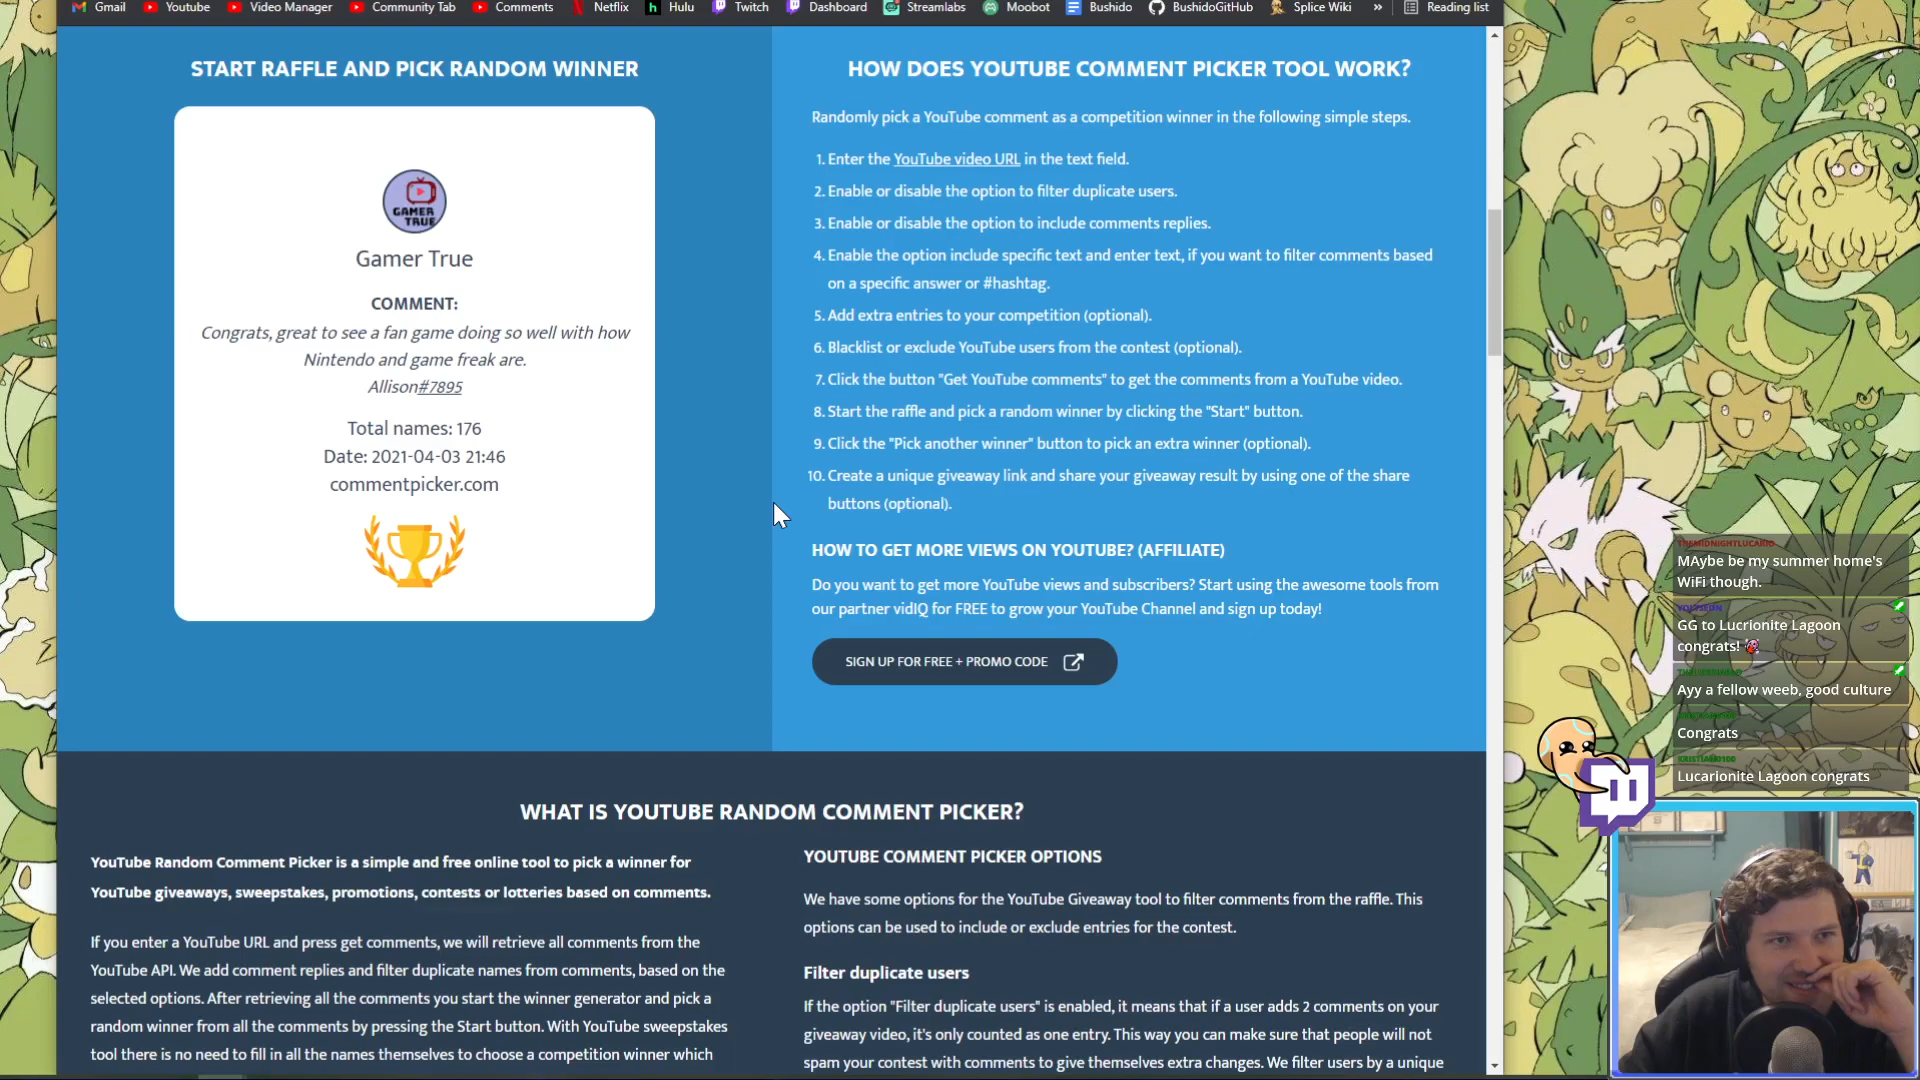 Gmail Youtube Video Manager Community Tab Comments Netflix Hulu Twitch Dashboard Streamlabs Moobot Bushido BushidoGitHub Splice Wiki » Reading list
START RAFFLE AND PICK RANDOM WINNER
GAMER
TRUE
Gamer True
COMMENT:
Congrats, great to see a fan game doing so well with how
Nintendo and game freak are.
Allison#7895
Total names: 176
Date: 2021-04-03 21:46
commentpicker.com
HOW DOES YOUTUBE COMMENT PICKER TOOL WORK?
Randomly pick a YouTube comment as a competition winner in the following simple steps.
1. Enter the YouTube video URL in the text field.
2. Enable or disable the option to filter duplicate users.
3. Enable or disable the option to include comments replies.
4. Enable the option include specific text and enter text, if you want to filter comments based
on a specific answer or #hashtag.
5. Add extra entries to your competition (optional).
6. Blacklist or exclude YouTube users from the contest (optional).
7. Click the button "Get YouTube comments" to get the comments from a YouTube video.
8. Start the raffle and pick a random winner by clicking the "Start" button.
9. Click the "Pick another winner" button to pick an extra winner (optional).
10. Create a unique giveaway link and share your giveaway result by using one of the share
buttons (optional).
HOW TO GET MORE VIEWS ON YOUTUBE? (AFFILIATE)
Do you want to get more YouTube views and subscribers? Start using the awesome tools from
our partner vidIQ for FREE to grow your YouTube Channel and sign up today!
SIGN UP FOR FREE + PROMO CODE
WHAT IS YOUTUBE RANDOM COMMENT PICKER?
YouTube Random Comment Picker is a simple and free online tool to pick a winner for
YouTube giveaways, sweepstakes, promotions, contests or lotteries based on comments.
If you enter a YouTube URL and press get comments, we will retrieve all comments from the
YouTube API. We add comment replies and filter duplicate names from comments, based on the
selected options. After retrieving all the comments you start the winner generator and pick a
random winner from all the comments by pressing the Start button. With YouTube sweepstakes
tool there is no need to fill in all the names themselves to choose a competition winner which
YOUTUBE COMMENT PICKER OPTIONS
We have some options for the YouTube Giveaway tool to filter comments from the raffle. This
options can be used to include or exclude entries for the contest.
Filter duplicate users
If the option "Filter duplicate users" is enabled, it means that if a user adds 2 comments on your
giveaway video, it's only counted as one entry. This way you can make sure that people will not
spam your contest with comments to give themselves extra changes. We filter users by a unique
THEMIDNIGHTLUCARIO
MAybe be my summer home's
WiFi though.
GG to Lucrionite Lagoon
congrats!
Ayy a fellow weeb, good culture
Congrats
Lucarionite Lagoon congrats